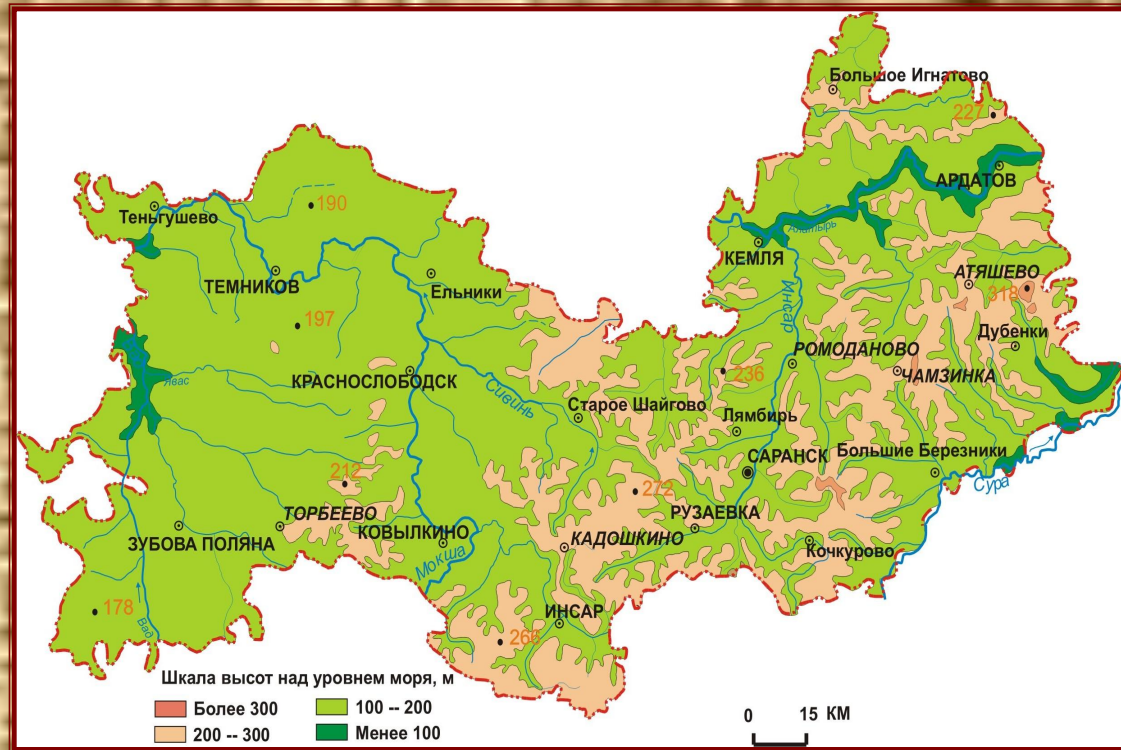 Большое Игнатово
227
АРДАТОВ
Теньгушево
190
Алатырь
КЕМЛЯ
ТЕМНИКОВ
Ельники
АТЯШЕВО
318
Инсар
197
Дубенки
РОМОДАНОВО
236
ЧАМЗИНКА
Явас
КРАСНОСЛОБОДСК
Сивинь
Старое Шайгово
Лямбирь
САРАНСК
Большие Березники
Сура
212
272
РУЗАЕВКА
ТОРБЕЕВО
ЗУБОВА ПОЛЯНА
КОВЫЛКИНО
КАДОШКИНО
Кочкурово
Мокша
178
Вад
ИНСАР
266
Шкала высот над уровнем моря, м
Более 300
100 -- 200
200 -- 300
Менее 100
0 15 КМ